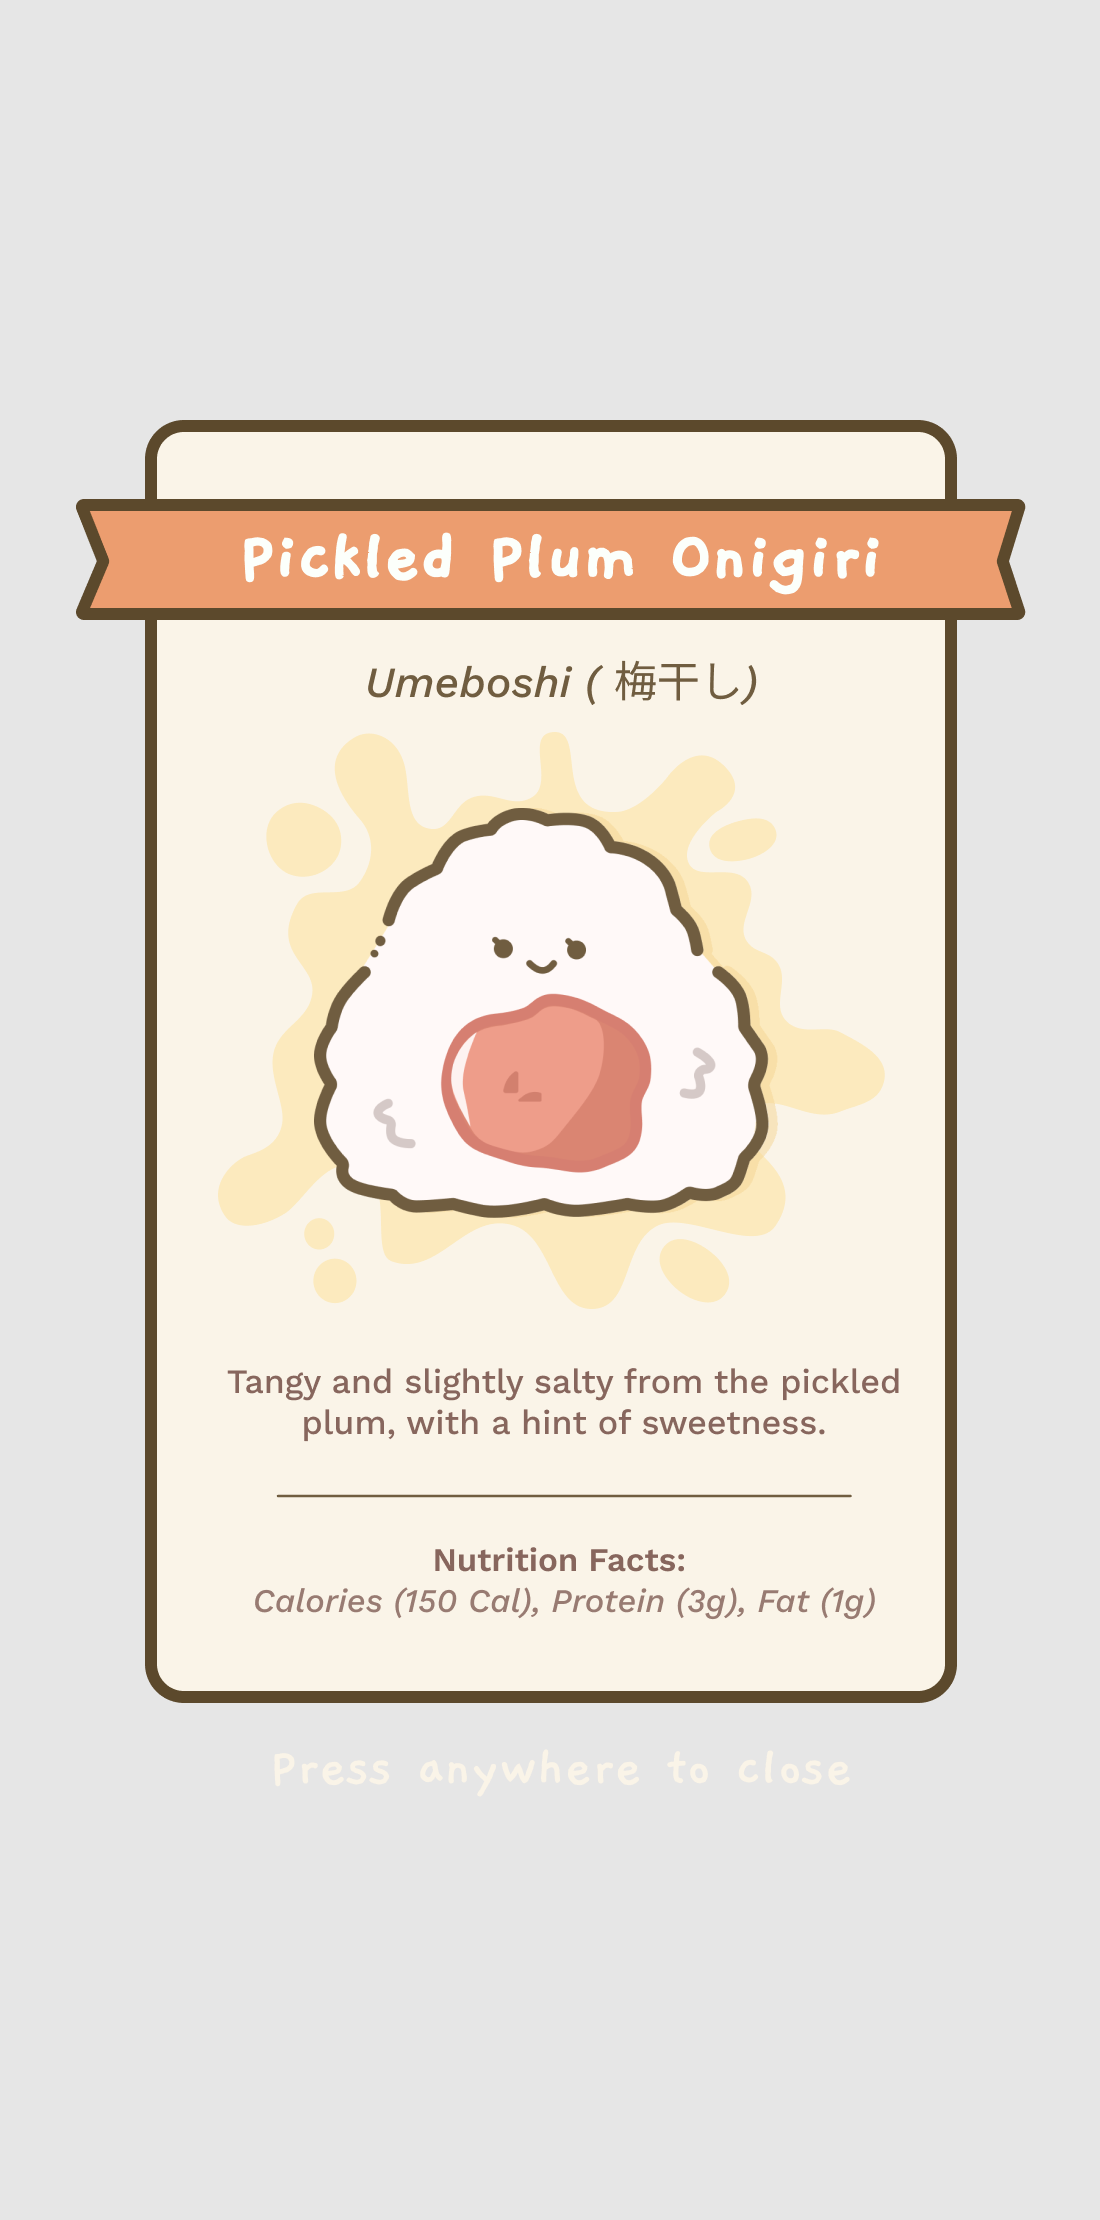 Pickled Plum Onigiri
Umeboshi ( 梅干し)
Tangy and slightly salty from the pickled
plum, with a hint of sweetness.
Nutrition Facts:
Calories (150 Cal), Protein (3g), Fat (1g)
Press anywhere to close